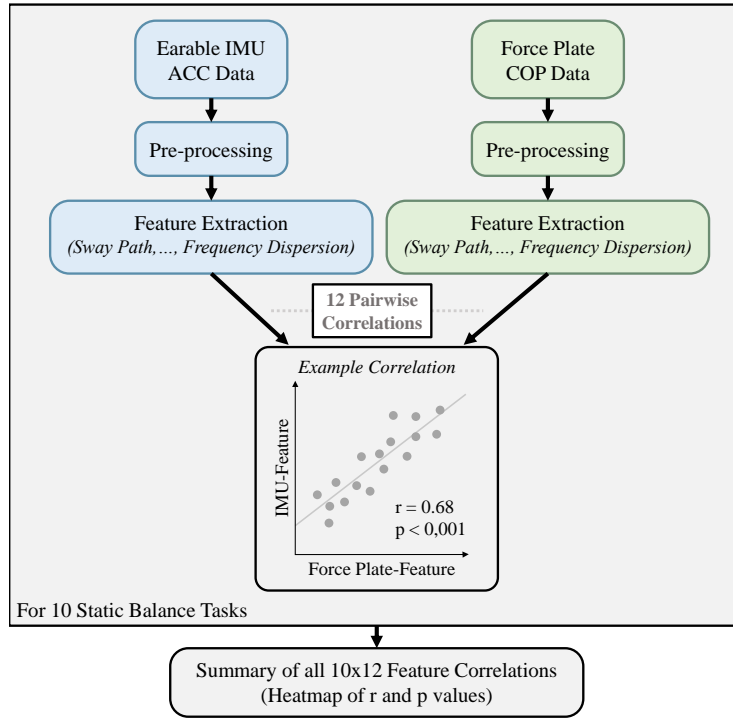 Earable IMU
ACC Data
Force Plate
COP Data
Pre-processing
Pre-processing
Feature Extraction
(Sway Path,..., Frequency Dispersion)
Feature Extraction
(Sway Path,..., Frequency Dispersion)
12 Pairwise
Correlations
Example Correlation
IMU-Feature
r = 0.68
p < 0,001
Force Plate-Feature
For 10 Static Balance Tasks
Summary of all 10x12 Feature Correlations
(Heatmap of r and p values)